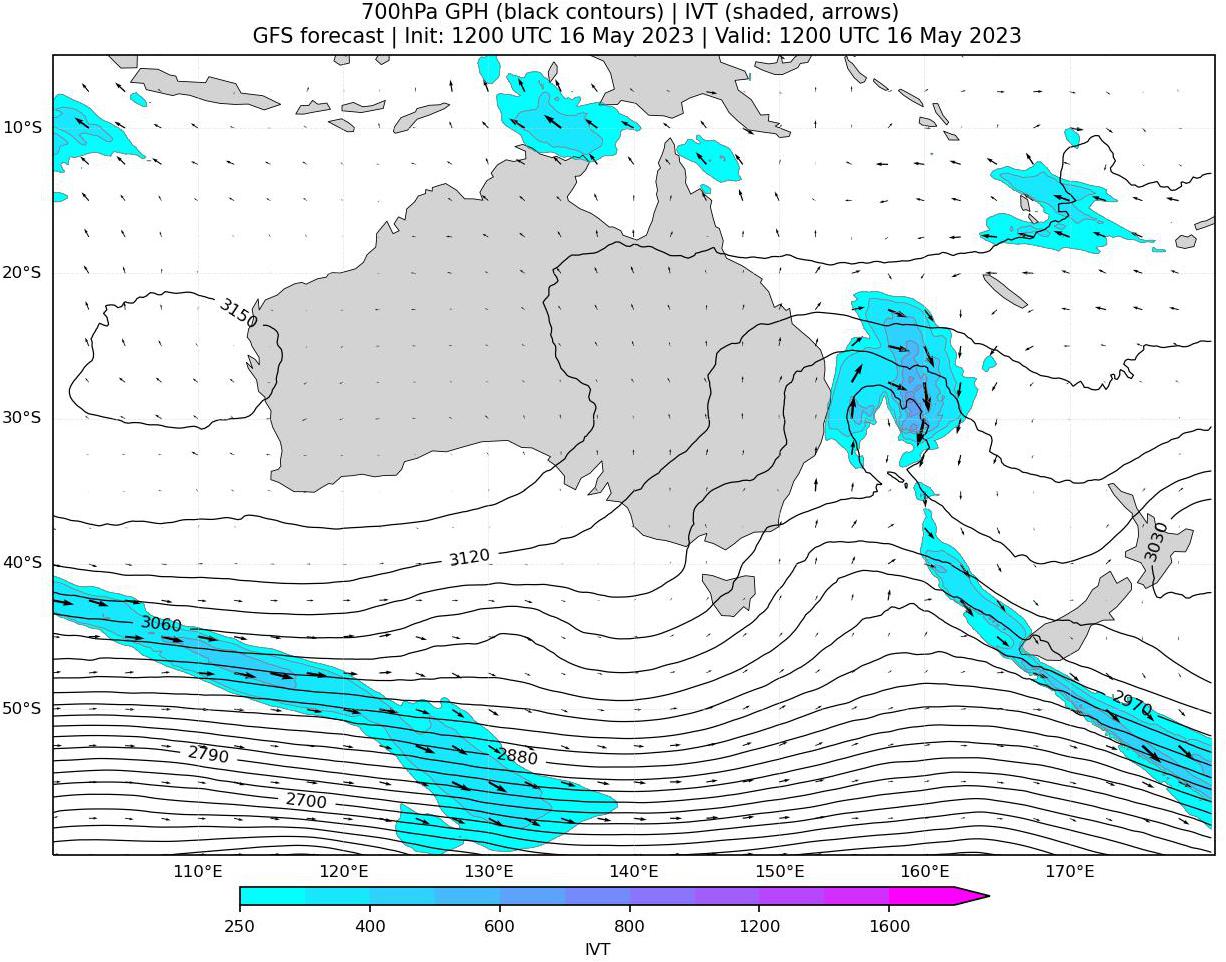 700hPa GPH (black contours) | IVT (shaded, arrows)
GFS forecast | Init: 1200 UTC 16 May 2023 | Valid: 1200 UTC 16 May 2023
10°S
20°S
3150
30°S
3120
3030
40°S
3060
2970
50°S
2790
2880
2700
110°E 120°E 130°E 140°E 150°E 160°E 170°E
250 400 600 800 1200 1600
IVT